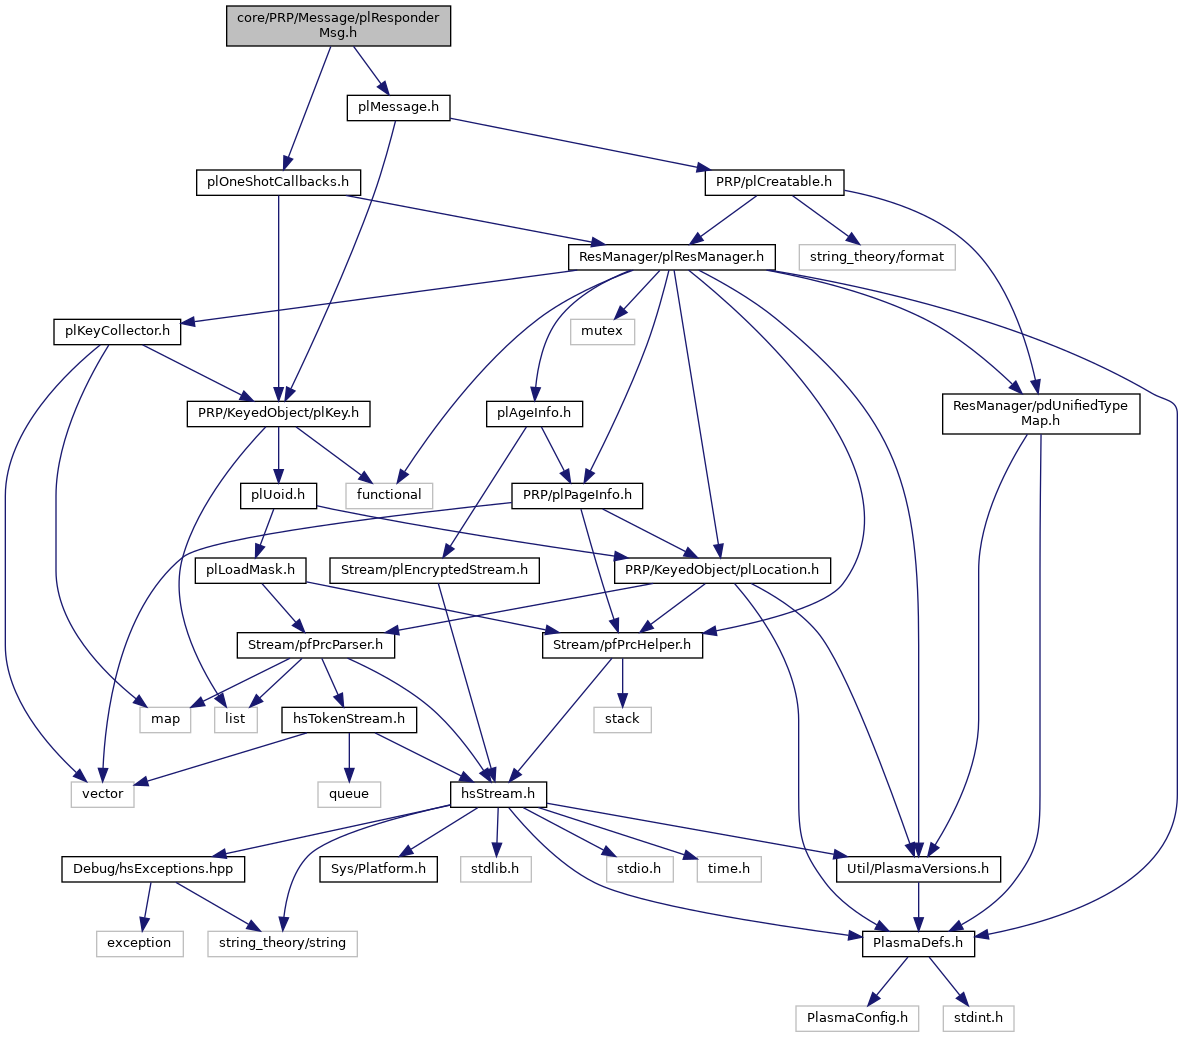 core/PRP/Message/plResponder
Msg.h
plMessage.h
plOneShotCallbacks.h
PRP/plCreatable.h
ResManager/plResManager.h
string_theory/format
plKeyCollector.h
mutex
PRP/KeyedObject/plKey.h
plAgeInfo.h
ResManager/pdUnifiedType
Map.h
plUoid.h
functional
PRP/plPageInfo.h
plLoadMask.h
Stream/plEncryptedStream.h
PRP/KeyedObject/plLocation.h
Stream/pfPrcParser.h
Stream/pfPrcHelper.h
map
list
hsTokenStream.h
stack
vector
queue
hsStream.h
Debug/hsExceptions.hpp
Sys/Platform.h
stdlib.h
stdio.h
time.h
Util/PlasmaVersions.h
exception
string_theory/string
PlasmaDefs.h
PlasmaConfig.h
stdint.h